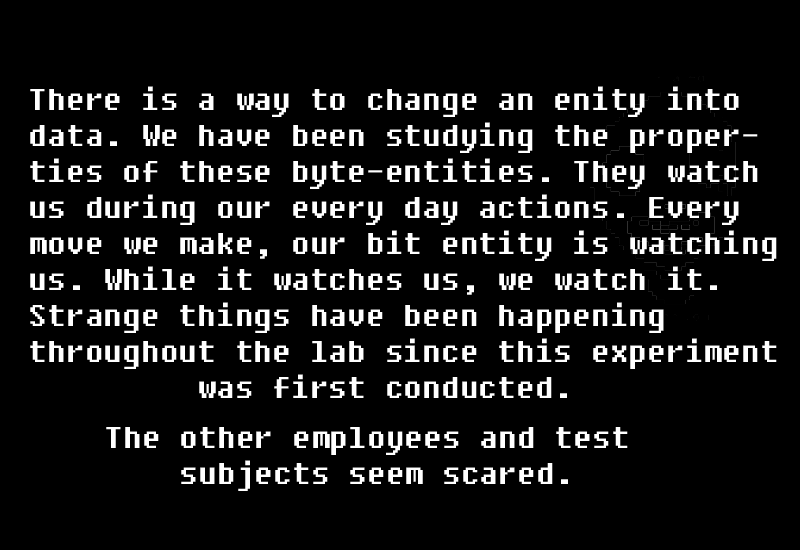 There is a way to change an enity into
data. We have been studying the proper-
ties of these byte-entities. They watch
us during our every day actions. Every
move we make, our bit entity is watching
us. While it watches us, we watch it.
Strange things have been happening
throughout the lab since this experiment
was first conducted.
The other employees and test
subjects seem scared.